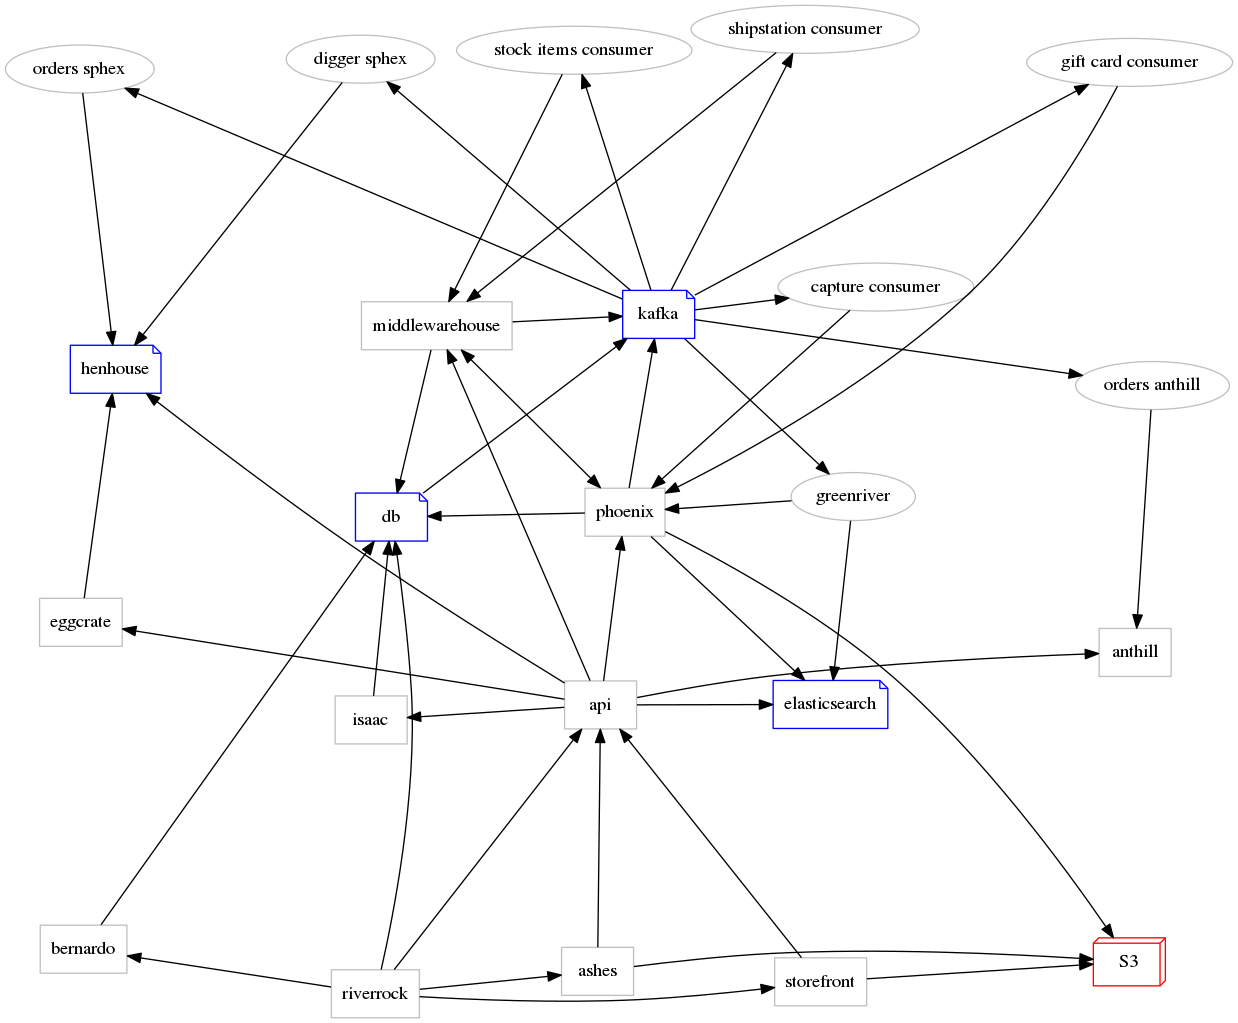 shipstation consumer
stock items consumer
digger sphex
gift card consumer
orders sphex
capture consumer
kafka
middlewarehouse
henhouse
orders anthill
greenriver
phoenix
db
eggcrate
anthill
api
elasticsearch
isaac
bernardo
S3
ashes
storefront
riverrock